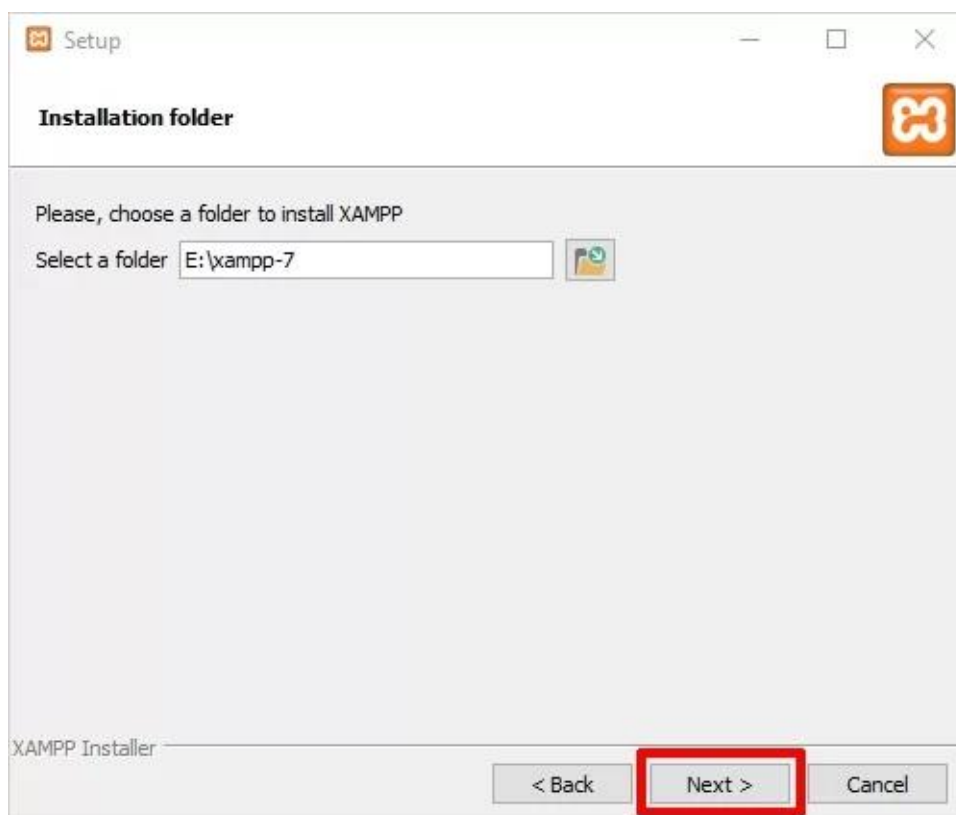 Setup
Installation folder
Please, choose a folder to install XAMPP
Select a folder E:\xampp-7
XAMPP Installer
< Back Next > Cancel